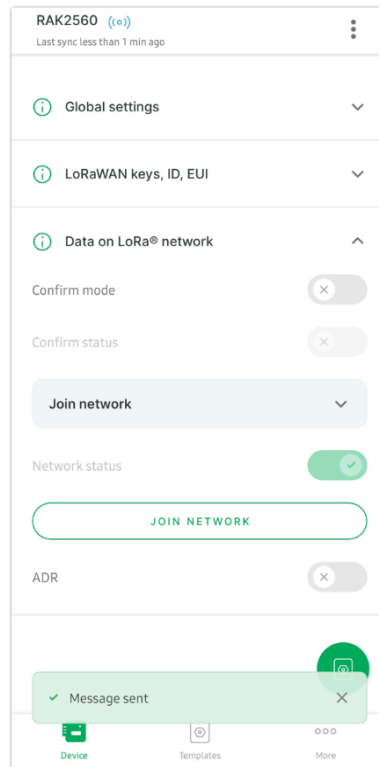 RAK2560
Last sync less than 1 min ago
Global settings
LoRaWAN keys, ID, EUI
Data on LoRa® network
Confirm mode
Confirm status
Join network
Network status
JOIN NETWORK
ADR
Message sent
Device
Templates
More